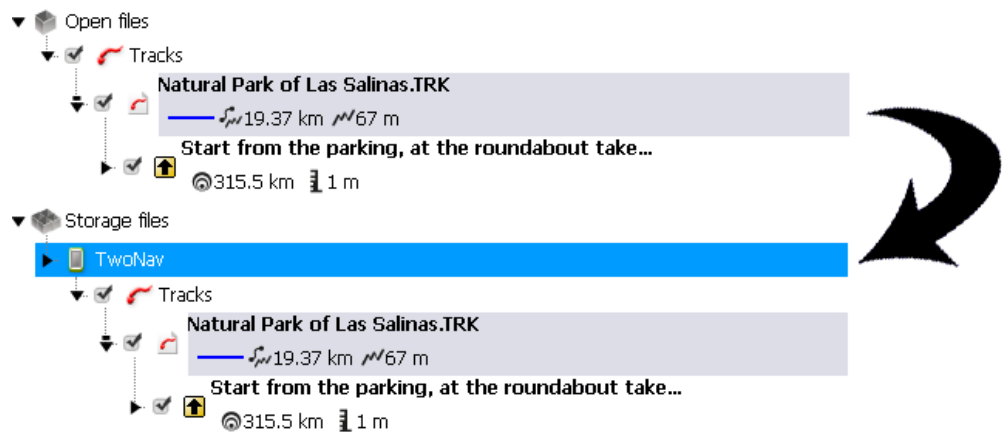 Open files
Tracks
Natural Park of Las Salinas.TRK
19.37 km 67 m
Start from the parking, at the roundabout take...
315.5 km 1 m
Storage files
TwoNav
Tracks
Natural Park of Las Salinas.TRK
19.37 km 67 m
Start from the parking, at the roundabout take...
315.5 km 1 m